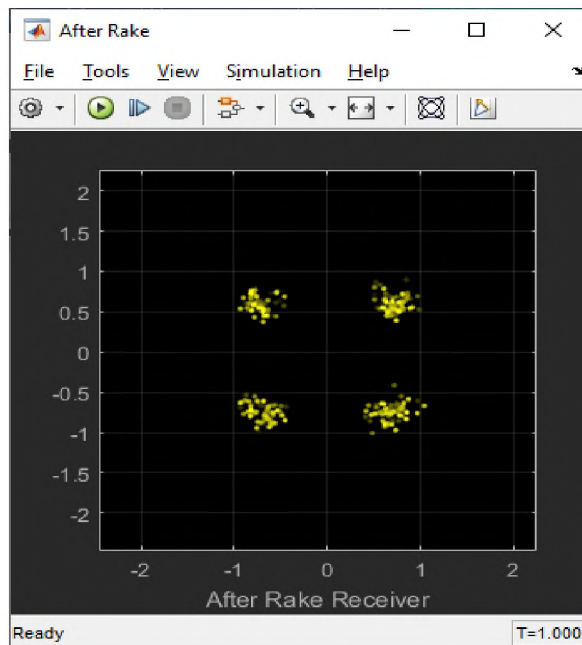 After Rake
File Tools View Simulation Help
2
1.5
1
0.5
0
-0.5
-1
-1.5
-2
-2 -1 0 1 2
After Rake Receiver
Ready T=1.000